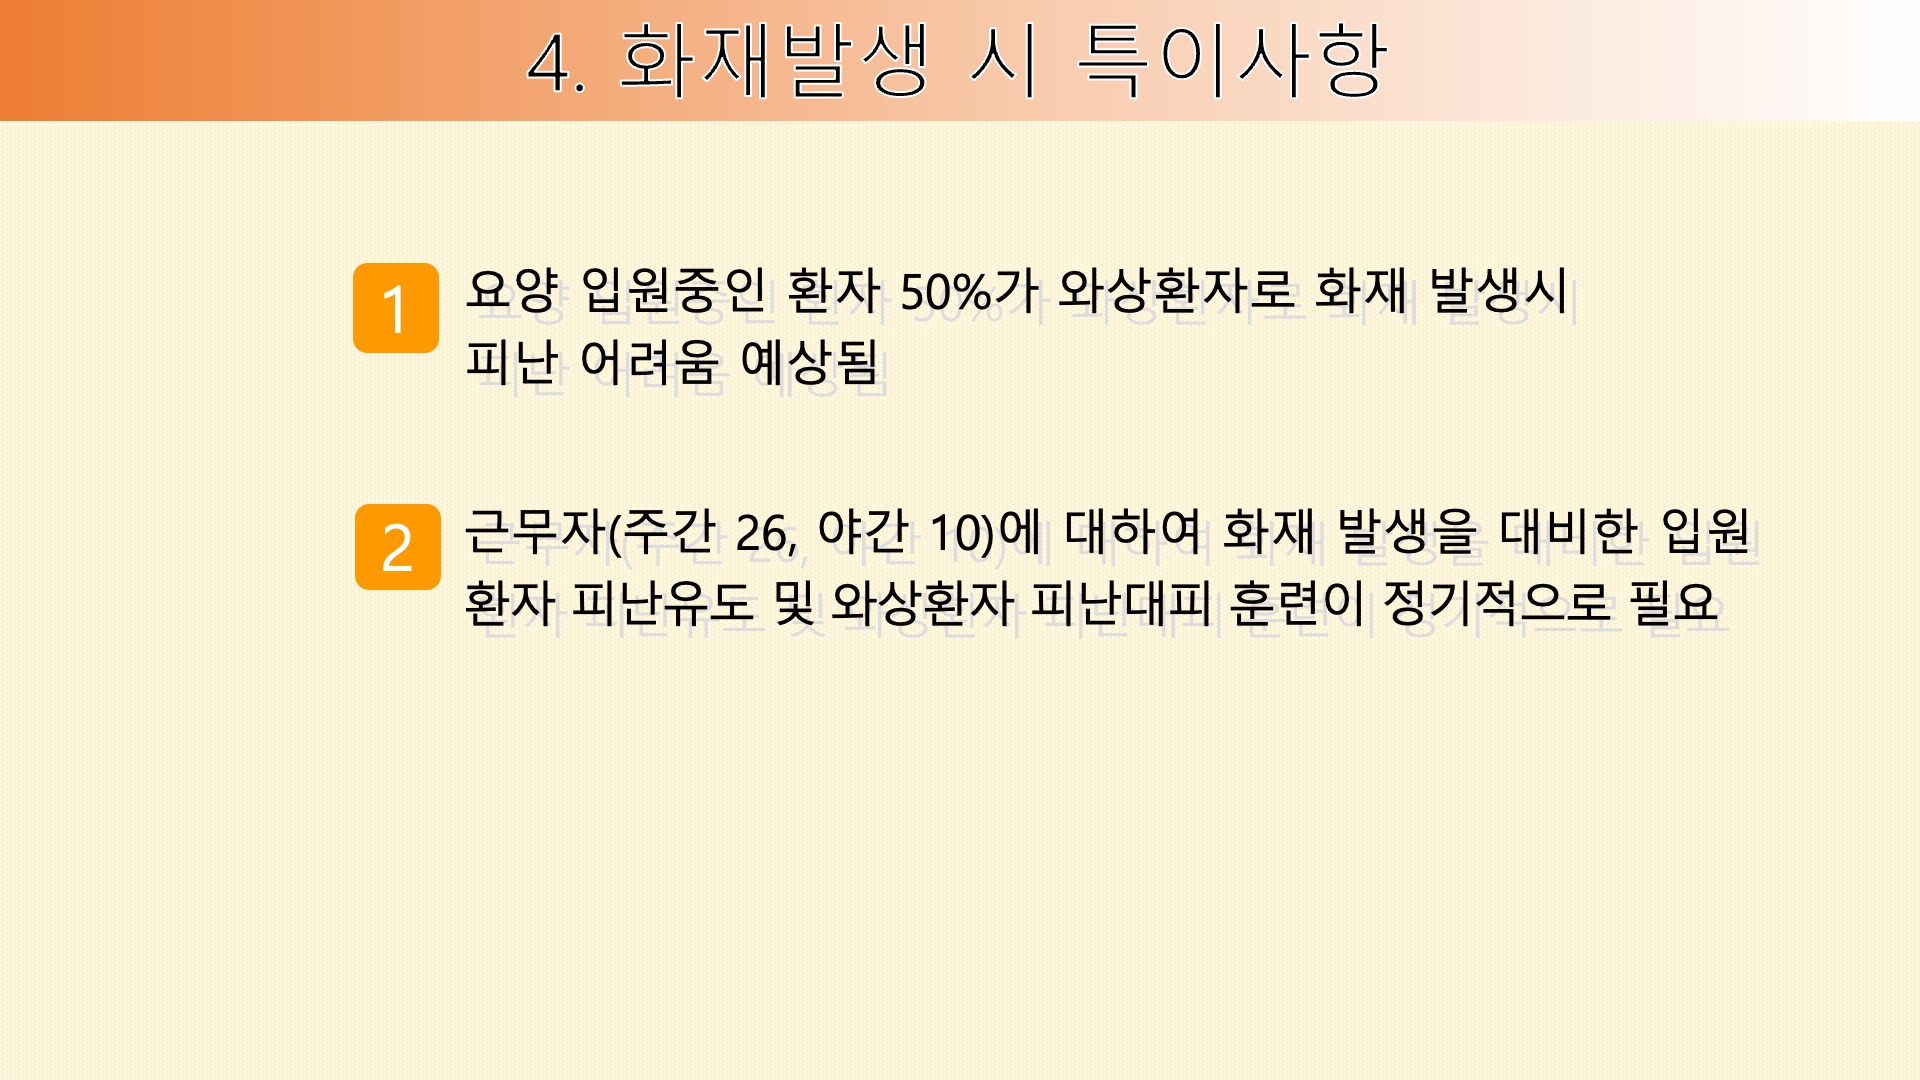 4. 화재발생 시 특이사항
1 요양 입원중인 환자 50%가 와상환자로 화재 발생시
피난 어려움 예상됨
2 근무자(주간 26, 야간 10)에 대하여 화재 발생을 대비한 입원
환자 피난유도 및 와상환자 피난대피 훈련이 정기적으로 필요